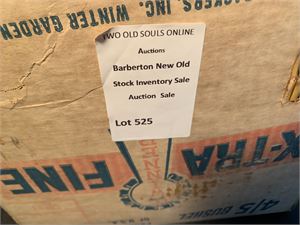 ACKERS, INC. WINTER GARDEN
TWO OLD SOULS ONLINE
Auctions
Barberton New Old
Stock Inventory Sale
Auction Sale
Lot 525
X-TRA
FINE
4/5 BUSHEL